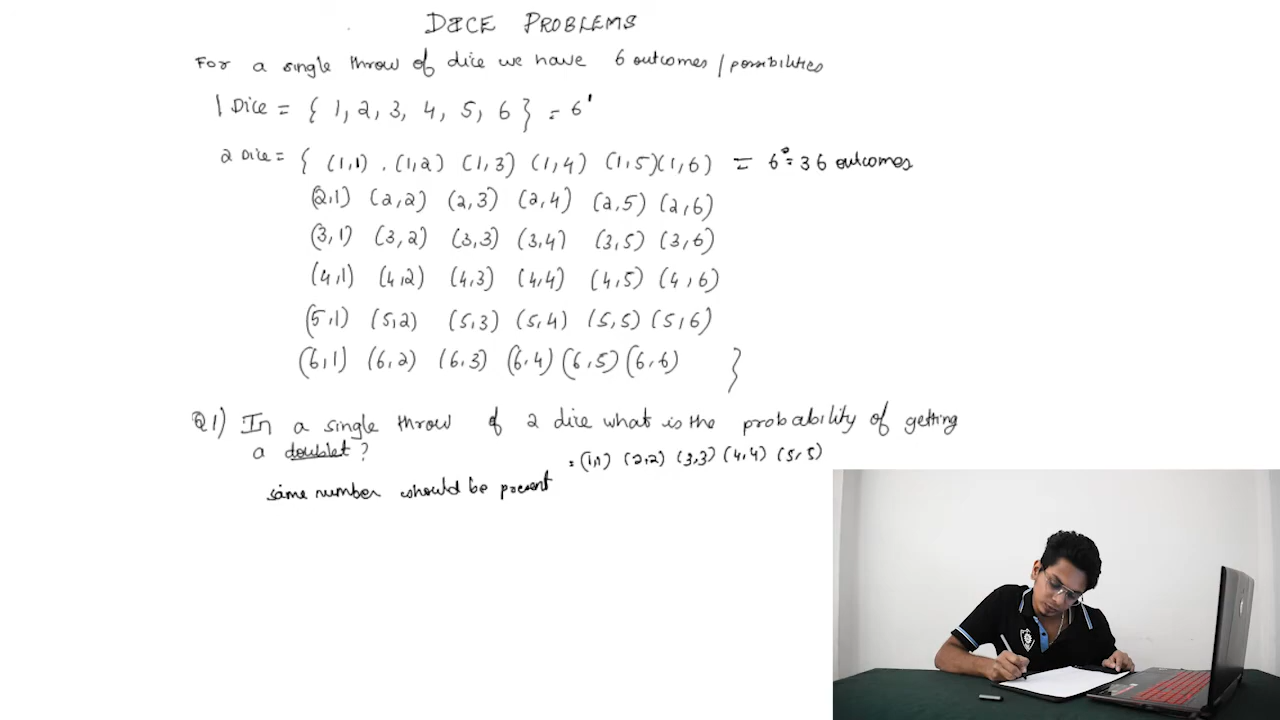 DICE PROBLEMS
For a single throw of dice we have 6 outcomes / possibilities
1 Dice = { 1, 2, 3, 4, 5, 6 } = 6¹
2 Dice = { (1,1) . (1,2) (1,3) (1,4) (1,5) (1,6) = 6² = 36 outcomes
(2,1) (2,2) (2,3) (2,4) (2,5) (2,6)
(3,1) (3,2) (3,3) (3,4) (3,5) (3,6)
(4,1) (4,2) (4,3) (4,4) (4,5) (4,6)
(5,1) (5,2) (5,3) (5,4) (5,5) (5,6)
(6,1) (6,2) (6,3) (6,4) (6,5) (6,6) }
Q1) In a single throw of 2 dice what is the probability of getting
a doublet?
= (1,1) (2,2) (3,3) (4,4) (5,5)
same number should be present